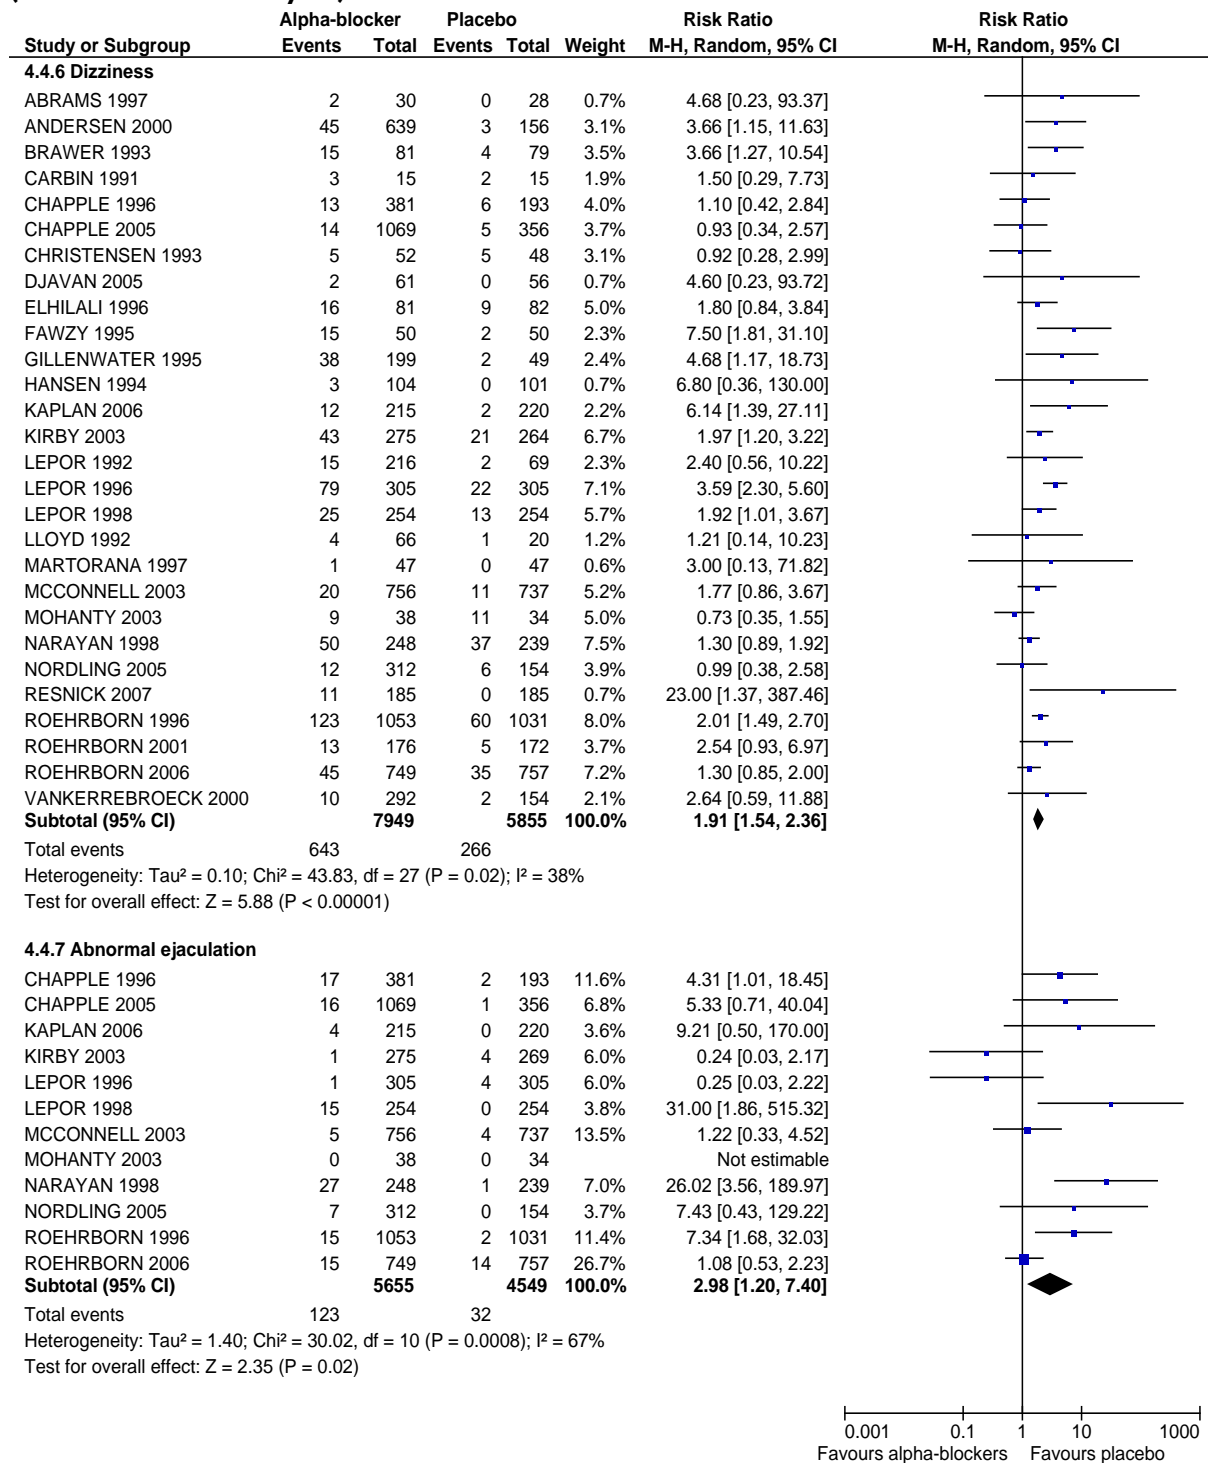 Alpha-blocker Placebo Risk Ratio Risk Ratio
Study or Subgroup Events Total Events Total Weight M-H, Random, 95% CI M-H, Random, 95% CI
4.4.6 Dizziness
ABRAMS 1997 2 30 0 28 0.7% 4.68 [0.23, 93.37]
ANDERSEN 2000 45 639 3 156 3.1% 3.66 [1.15, 11.63]
BRAWER 1993 15 81 4 79 3.5% 3.66 [1.27, 10.54]
CARBIN 1991 3 15 2 15 1.9% 1.50 [0.29, 7.73]
CHAPPLE 1996 13 381 6 193 4.0% 1.10 [0.42, 2.84]
CHAPPLE 2005 14 1069 5 356 3.7% 0.93 [0.34, 2.57]
CHRISTENSEN 1993 5 52 5 48 3.1% 0.92 [0.28, 2.99]
DJAVAN 2005 2 61 0 56 0.7% 4.60 [0.23, 93.72]
ELHILALI 1996 16 81 9 82 5.0% 1.80 [0.84, 3.84]
FAWZY 1995 15 50 2 50 2.3% 7.50 [1.81, 31.10]
GILLENWATER 1995 38 199 2 49 2.4% 4.68 [1.17, 18.73]
HANSEN 1994 3 104 0 101 0.7% 6.80 [0.36, 130.00]
KAPLAN 2006 12 215 2 220 2.2% 6.14 [1.39, 27.11]
KIRBY 2003 43 275 21 264 6.7% 1.97 [1.20, 3.22]
LEPOR 1992 15 216 2 69 2.3% 2.40 [0.56, 10.22]
LEPOR 1996 79 305 22 305 7.1% 3.59 [2.30, 5.60]
LEPOR 1998 25 254 13 254 5.7% 1.92 [1.01, 3.67]
LLOYD 1992 4 66 1 20 1.2% 1.21 [0.14, 10.23]
MARTORANA 1997 1 47 0 47 0.6% 3.00 [0.13, 71.82]
MCCONNELL 2003 20 756 11 737 5.2% 1.77 [0.86, 3.67]
MOHANTY 2003 9 38 11 34 5.0% 0.73 [0.35, 1.55]
NARAYAN 1998 50 248 37 239 7.5% 1.30 [0.89, 1.92]
NORDLING 2005 12 312 6 154 3.9% 0.99 [0.38, 2.58]
RESNICK 2007 11 185 0 185 0.7% 23.00 [1.37, 387.46]
ROEHRBORN 1996 123 1053 60 1031 8.0% 2.01 [1.49, 2.70]
ROEHRBORN 2001 13 176 5 172 3.7% 2.54 [0.93, 6.97]
ROEHRBORN 2006 45 749 35 757 7.2% 1.30 [0.85, 2.00]
VANKERREBROECK 2000 10 292 2 154 2.1% 2.64 [0.59, 11.88]
Subtotal (95% CI) 7949 5855 100.0% 1.91 [1.54, 2.36]
Total events 643 266
Heterogeneity: Tau² = 0.10; Chi² = 43.83, df = 27 (P = 0.02); I² = 38%
Test for overall effect: Z = 5.88 (P < 0.00001)
4.4.7 Abnormal ejaculation
CHAPPLE 1996 17 381 2 193 11.6% 4.31 [1.01, 18.45]
CHAPPLE 2005 16 1069 1 356 6.8% 5.33 [0.71, 40.04]
KAPLAN 2006 4 215 0 220 3.6% 9.21 [0.50, 170.00]
KIRBY 2003 1 275 4 269 6.0% 0.24 [0.03, 2.17]
LEPOR 1996 1 305 4 305 6.0% 0.25 [0.03, 2.22]
LEPOR 1998 15 254 0 254 3.8% 31.00 [1.86, 515.32]
MCCONNELL 2003 5 756 4 737 13.5% 1.22 [0.33, 4.52]
MOHANTY 2003 0 38 0 34 Not estimable
NARAYAN 1998 27 248 1 239 7.0% 26.02 [3.56, 189.97]
NORDLING 2005 7 312 0 154 3.7% 7.43 [0.43, 129.22]
ROEHRBORN 1996 15 1053 2 1031 11.4% 7.34 [1.68, 32.03]
ROEHRBORN 2006 15 749 14 757 26.7% 1.08 [0.53, 2.23]
Subtotal (95% CI) 5655 4549 100.0% 2.98 [1.20, 7.40]
Total events 123 32
Heterogeneity: Tau² = 1.40; Chi² = 30.02, df = 10 (P = 0.0008); I² = 67%
Test for overall effect: Z = 2.35 (P = 0.02)
0.001 0.1 1 10 1000
Favours alpha-blockers Favours placebo